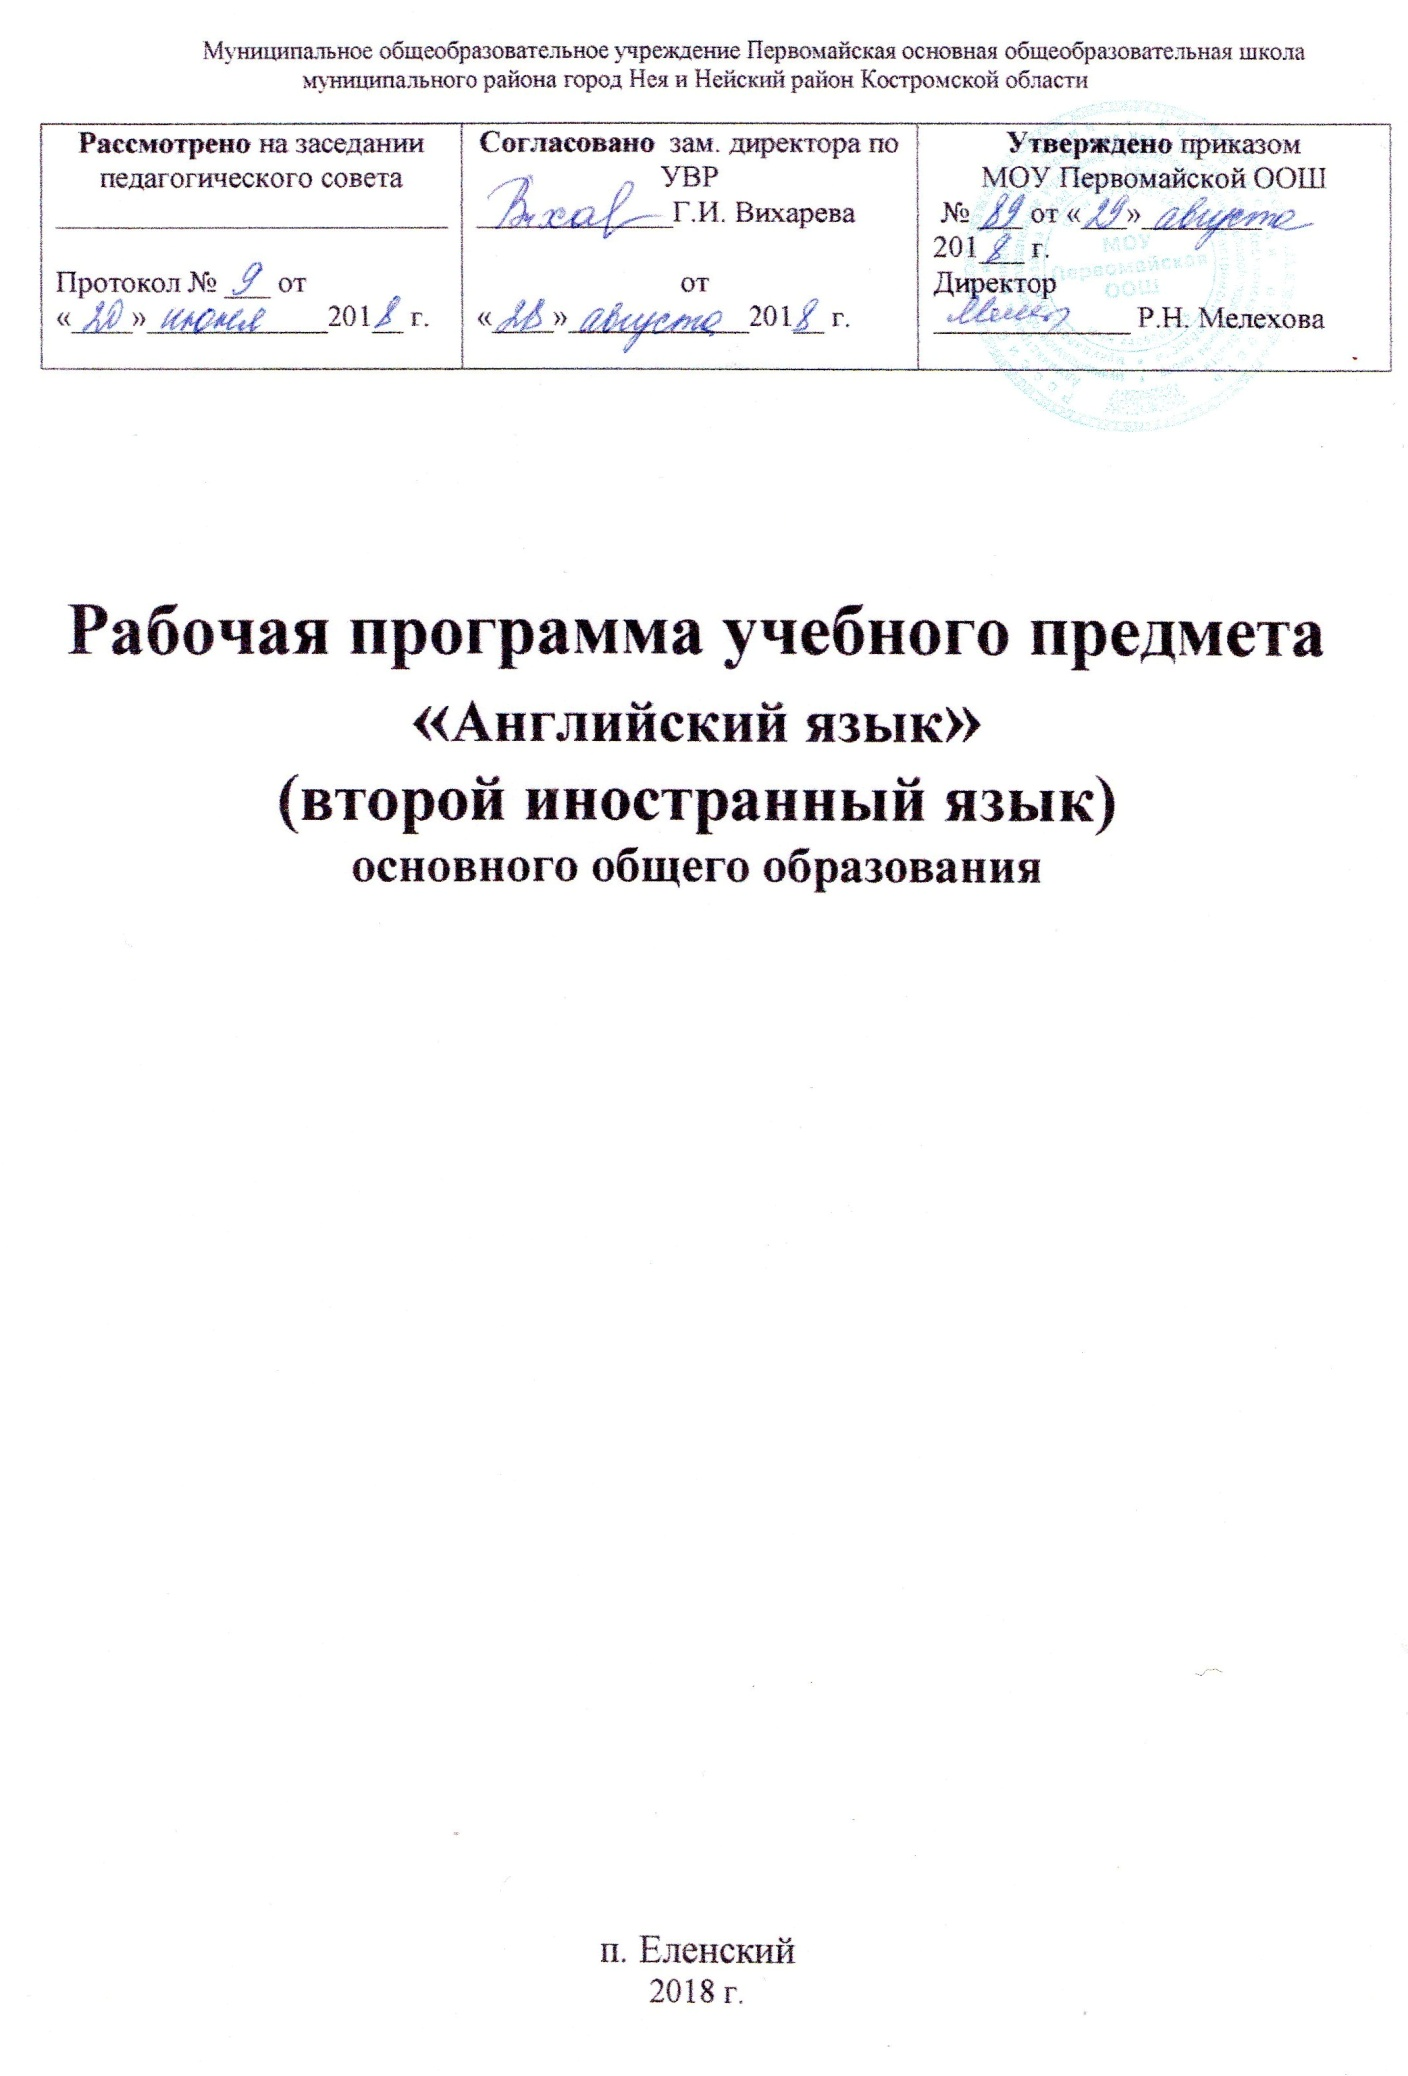 Муниципальное общеобразовательное учреждение Первомайская основная общеобразовательная школа
муниципального района город Нея и Нейский район Костромской области
Рассмотрено на заседании
педагогического совета
Протокол № 9 от
«20» июня 2018 г.
Согласовано зам. директора по
УВР
Г.И. Вихарева
от
«28» августа 2018 г.
Утверждено приказом
МОУ Первомайской ООШ
№ 89 от «29» августа
2018 г.
Директор
Р.Н. Мелехова
МОУ
Первомайская
ООШ
Рабочая программа учебного предмета
«Английский язык»
(второй иностранный язык)
основного общего образования
п. Еленский
2018 г.